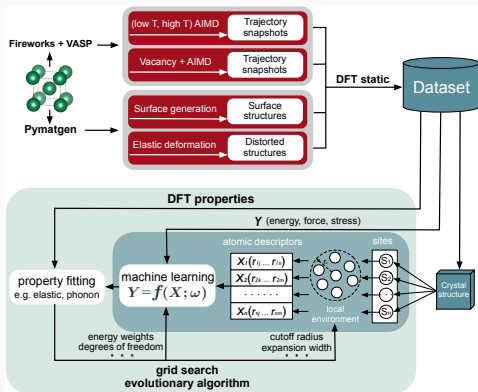 Fireworks + VASP
Pymatgen
(low T, high T) AIMD
Trajectory
snapshots
Vacancy + AIMD
Trajectory
snapshots
Surface generation
Surface
structures
Elastic deformation
Distorted
structures
DFT static
Dataset
DFT properties
Y (energy, force, stress)
atomic descriptors
sites
property fitting
e.g. elastic, phonon
machine learning
Y=f(X;ω)
X₁(r₁ⱼ ... r₁ₙ)
X₂(r₂ₖ ... r₂ₘ)
· · · · · ·
Xₙ(rₙⱼ ... rₙₘ)
local
environment
S₁
S₂
·
Sₙ
Crystal
structure
energy weights
degrees of freedom
• • •
cutoff radius
expansion width
• • •
grid search
evolutionary algorithm